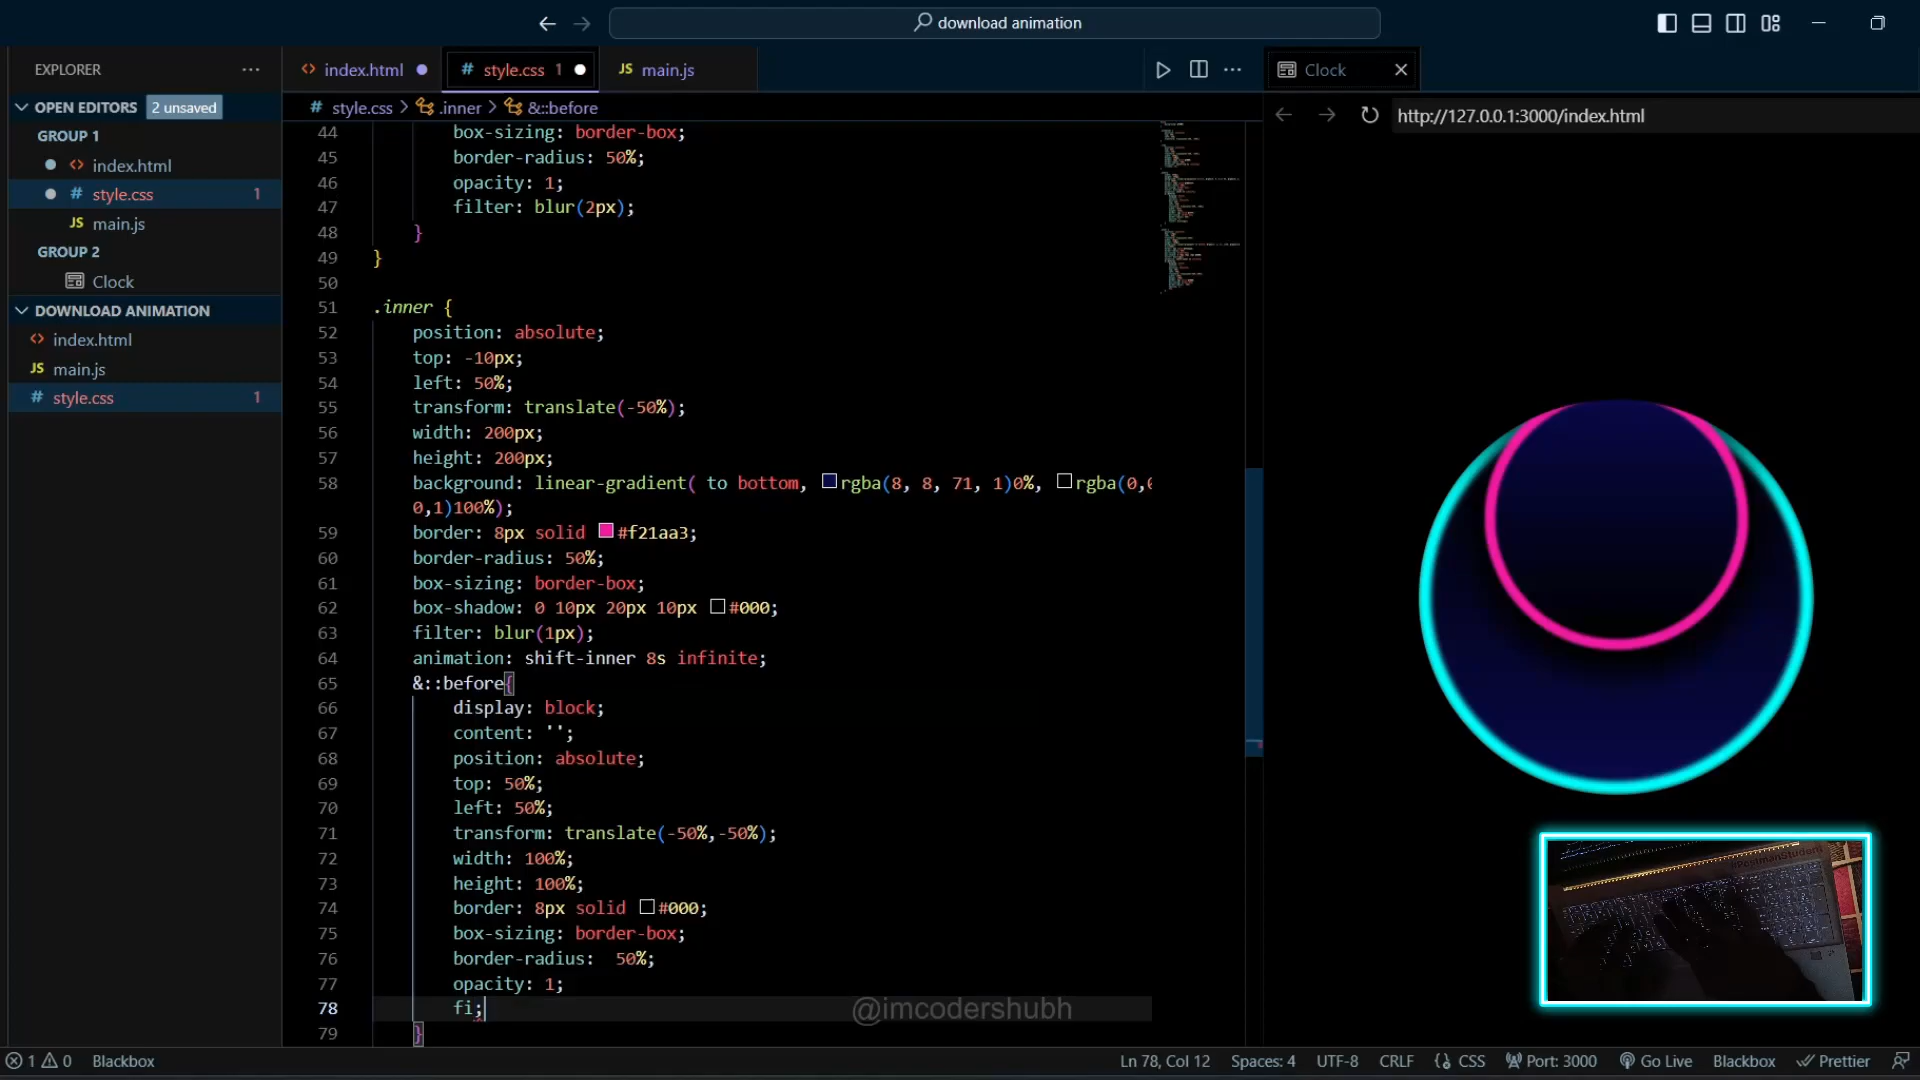 download animation
EXPLORER
OPEN EDITORS 2 unsaved
GROUP 1
index.html
style.css 1
main.js
GROUP 2
Clock
DOWNLOAD ANIMATION
index.html
main.js
style.css 1
index.html
style.css 1
main.js
style.css > .inner > &::before
44 box-sizing: border-box;
45 border-radius: 50%;
46 opacity: 1;
47 filter: blur(2px);
48 }
49 }
50
51 .inner {
52 position: absolute;
53 top: -10px;
54 left: 50%;
55 transform: translate(-50%);
56 width: 200px;
57 height: 200px;
58 background: linear-gradient( to bottom, rgba(8, 8, 71, 1)0%, rgba(0,0
0,1)100%);
59 border: 8px solid #f21aa3;
60 border-radius: 50%;
61 box-sizing: border-box;
62 box-shadow: 0 10px 20px 10px #000;
63 filter: blur(1px);
64 animation: shift-inner 8s infinite;
65 &::before{
66 display: block;
67 content: '';
68 position: absolute;
69 top: 50%;
70 left: 50%;
71 transform: translate(-50%,-50%);
72 width: 100%;
73 height: 100%;
74 border: 8px solid #000;
75 box-sizing: border-box;
76 border-radius:  50%;
77 opacity: 1;
78 fi;
79 }
@imcodershubh
Clock
http://127.0.0.1:3000/index.html
PostmanStudent
1 0 Blackbox
Ln 78, Col 12 Spaces: 4 UTF-8 CRLF CSS Port: 3000 Go Live Blackbox Prettier